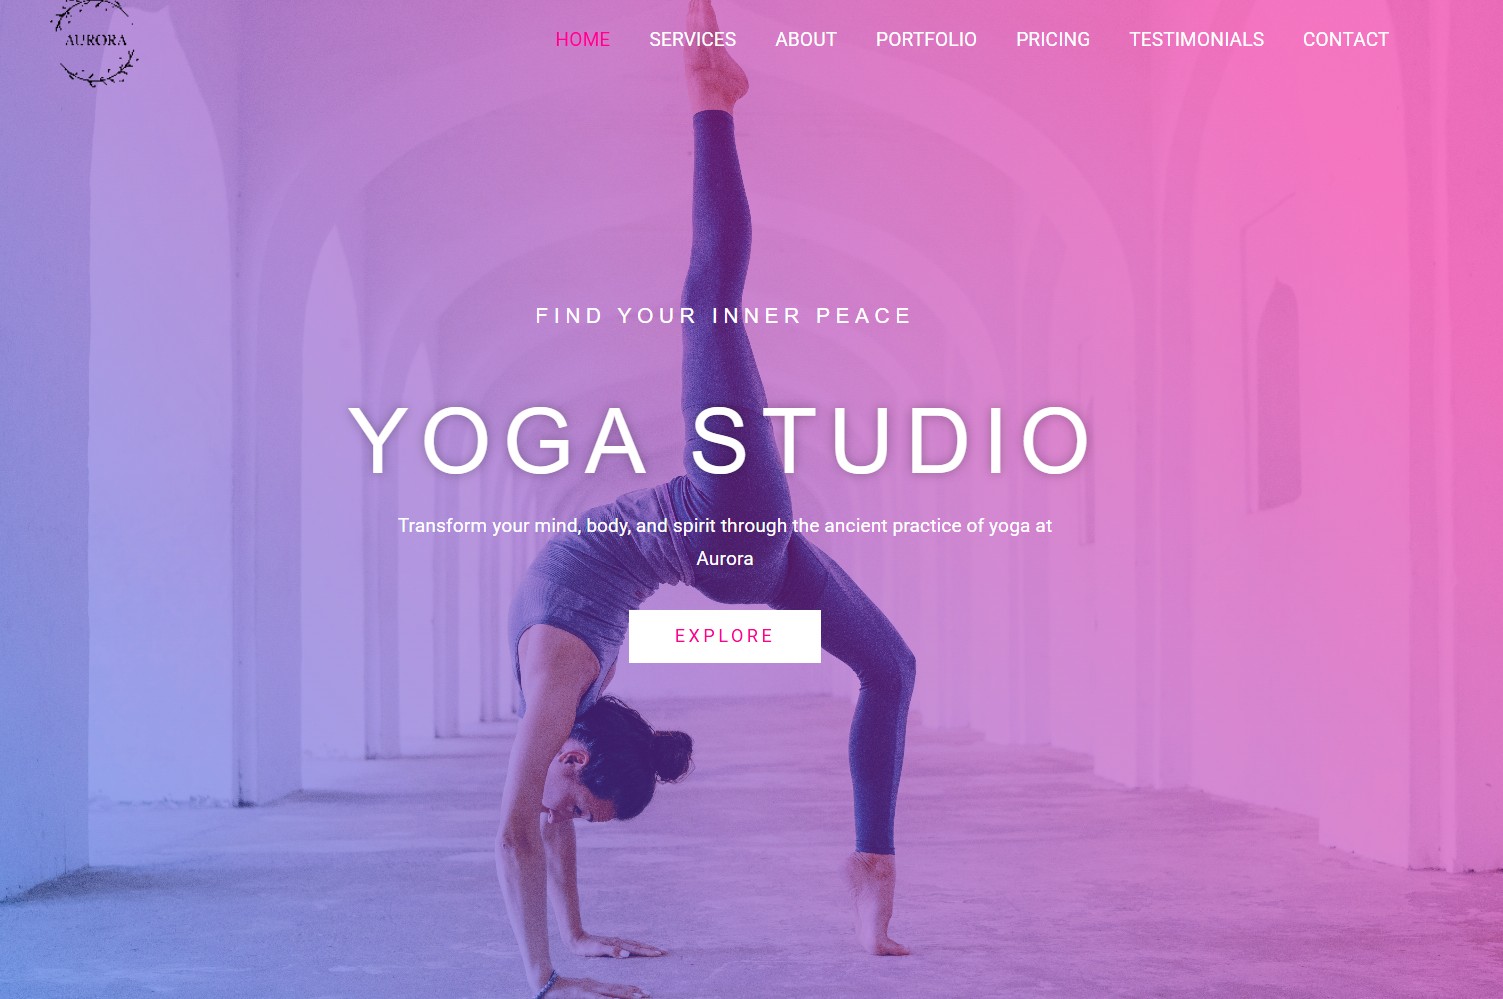 AURORA
HOME SERVICES ABOUT PORTFOLIO PRICING TESTIMONIALS CONTACT
FIND YOUR INNER PEACE
YOGA STUDIO
Transform your mind, body, and spirit through the ancient practice of yoga at
Aurora
EXPLORE